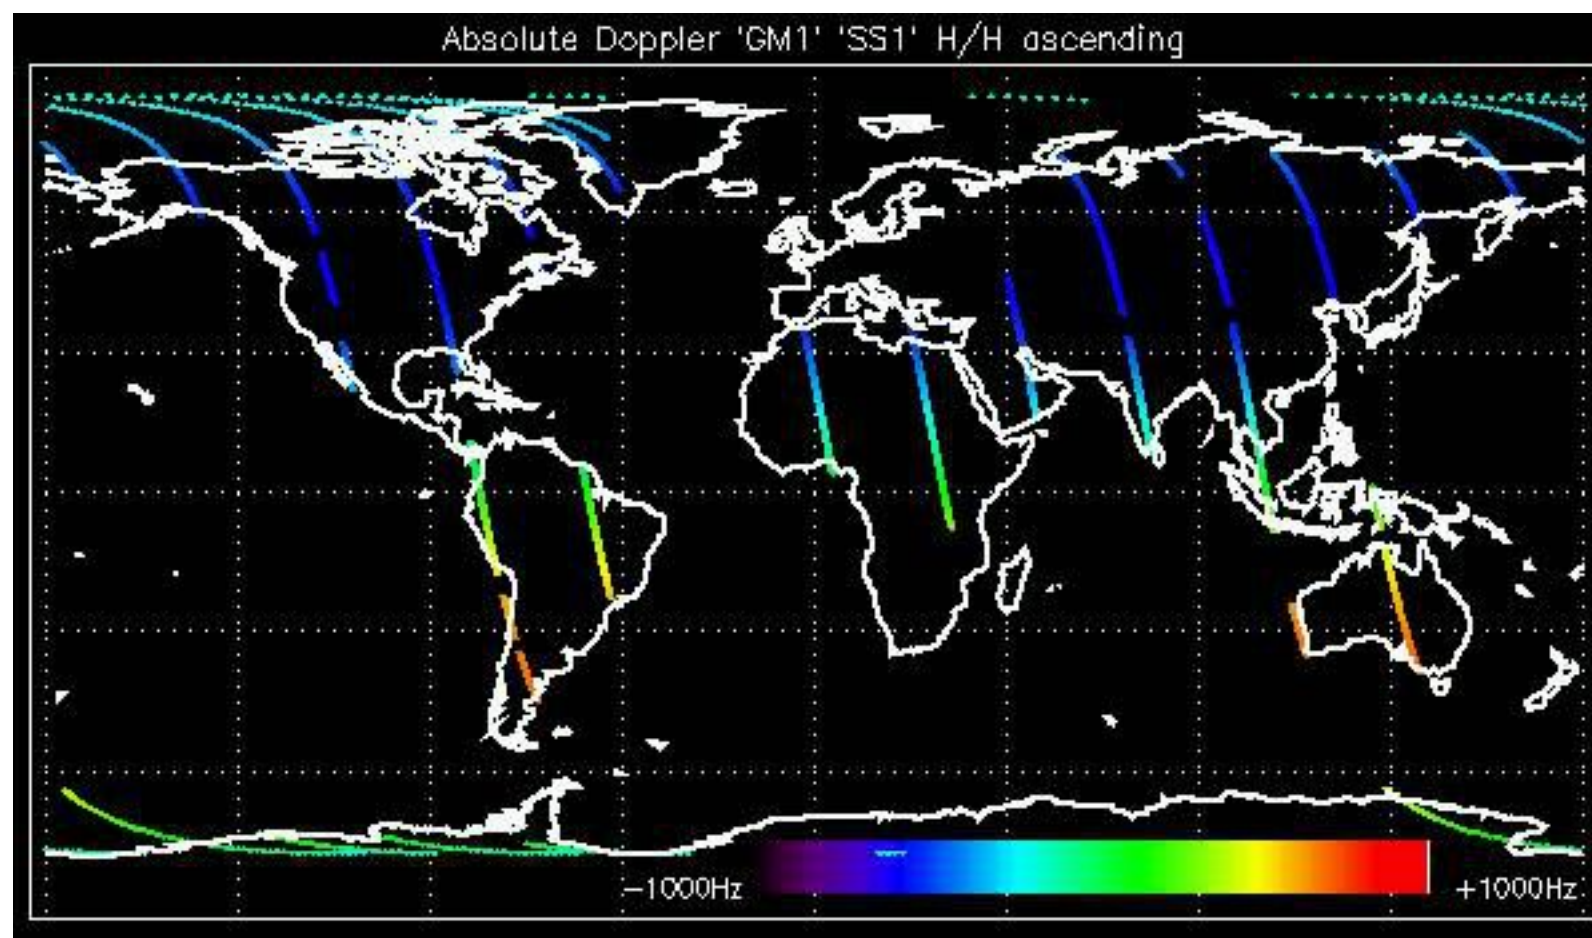 Absolute Doppler 'GM1' 'SS1' H/H ascending
−1000Hz
+1000Hz